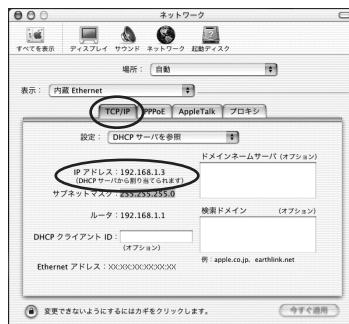 ネットワーク
すべてを表示 ディスプレイ サウンド ネットワーク 起動ディスク
場所： 自動
表示： 内蔵 Ethernet
TCP/IP PPPoE AppleTalk プロキシ
設定： DHCP サーバを参照
ドメインネームサーバ (オプション)
IP アドレス：192.168.1.3
(DHCP サーバから割り当てられます)
サブネットマスク：255.255.255.0
ルータ：192.168.1.1
検索ドメイン (オプション)
DHCP クライアント ID：
(オプション)
例：apple.co.jp、earthlink.net
Ethernet アドレス：XX:XX:XX:XX:XX:XX
変更できないようにするにはカギをクリックします。
今すぐ適用